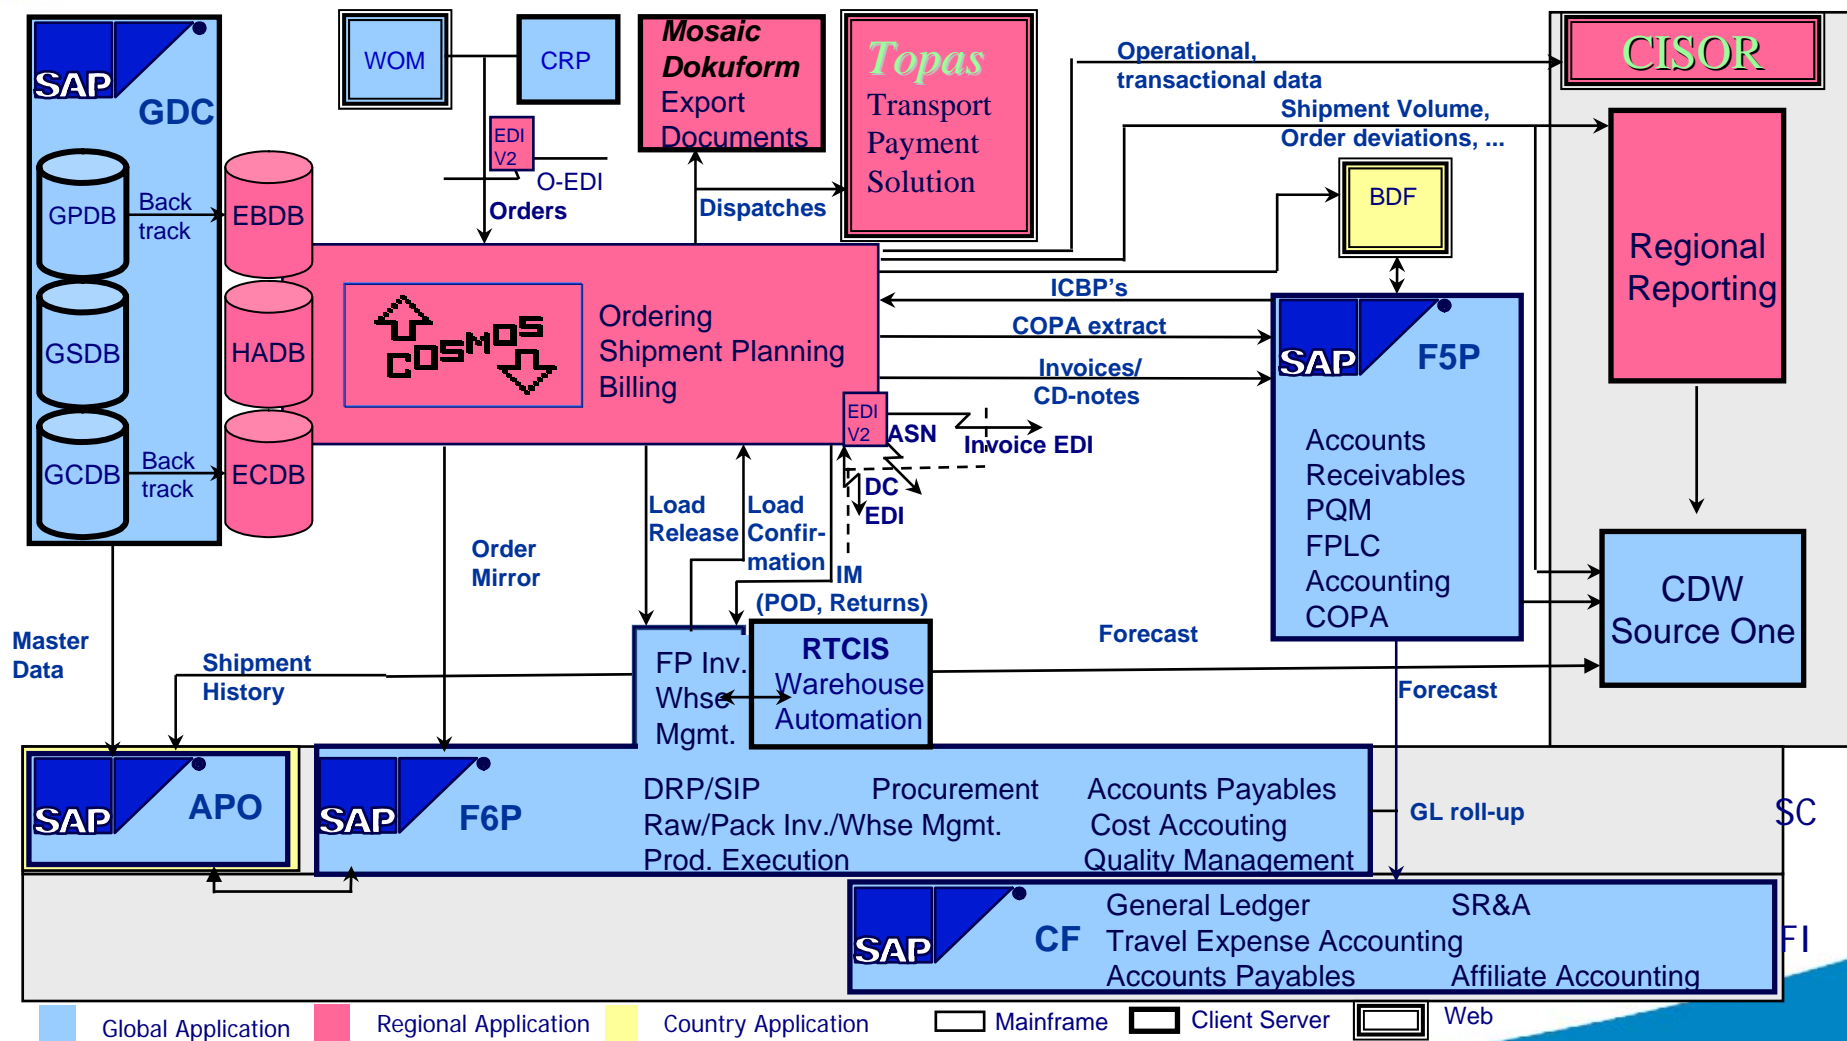 SAP
GDC
GPDB
Back
track
EBDB
GSDB
HADB
GCDB
Back
track
ECDB
WOM
CRP
EDI
V2
O-EDI
Orders
Mosaic
Dokuform
Export
Documents
Dispatches
Topas
Transport
Payment
Solution
Operational,
transactional data
Shipment Volume,
Order deviations, ...
CISOR
BDF
Regional
Reporting
COSMOS
Ordering
Shipment Planning
Billing
ICBP's
COPA extract
Invoices/
CD-notes
EDI
V2
ASN
Invoice EDI
DC
EDI
SAP
F5P
Accounts
Receivables
PQM
FPLC
Accounting
COPA
CDW
Source One
Load
Release
Load
Confir-
mation
IM
(POD, Returns)
Order
Mirror
Master
Data
Shipment
History
FP Inv.
Whse
Mgmt.
RTCIS
Warehouse
Automation
Forecast
Forecast
SAP
APO
SAP
F6P
DRP/SIP Procurement Accounts Payables
Raw/Pack Inv./Whse Mgmt. Cost Accouting
Prod. Execution Quality Management
GL roll-up
SC
SAP
CF
General Ledger SR&A
Travel Expense Accounting
Accounts Payables Affiliate Accounting
FI
Global Application Regional Application Country Application Mainframe Client Server Web